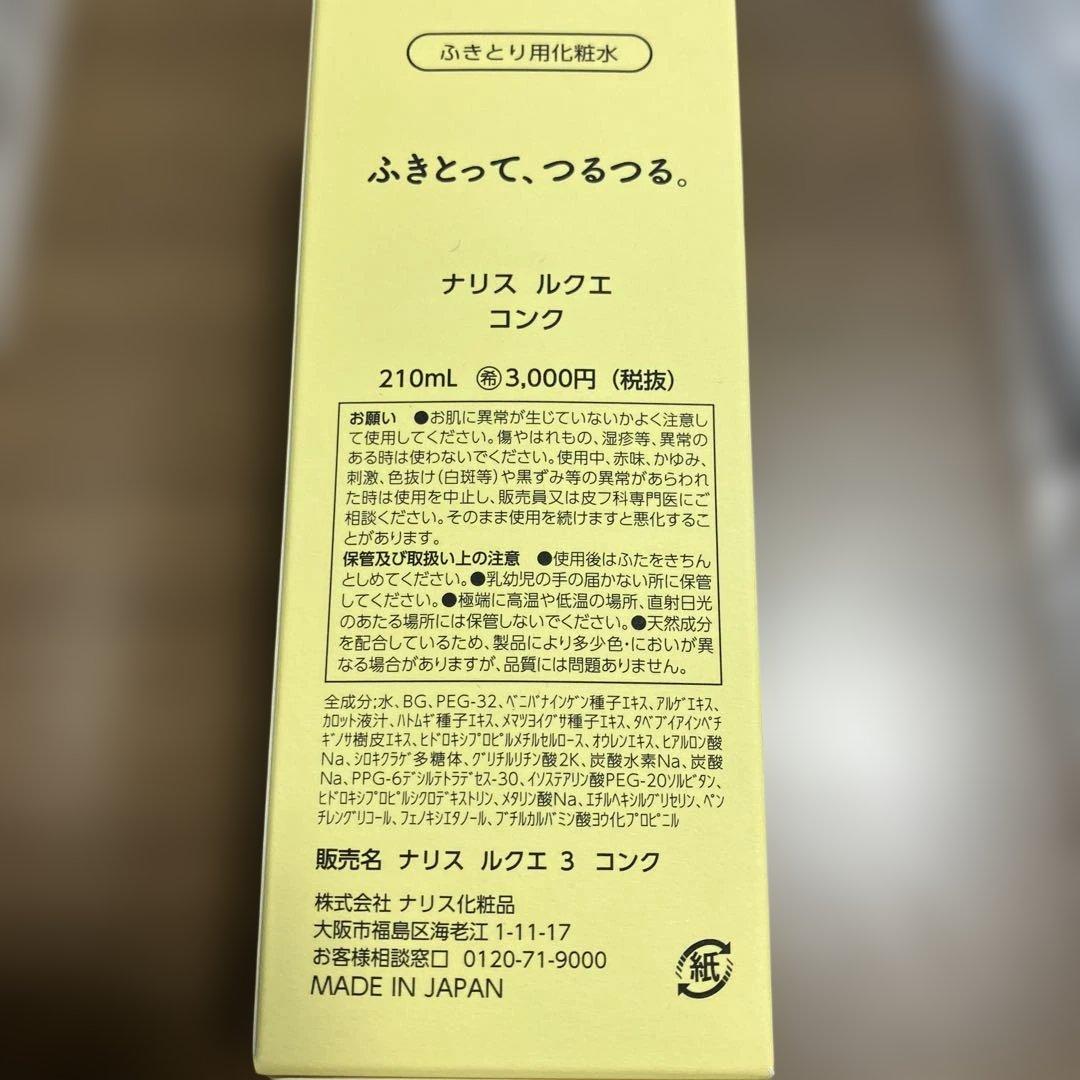 ふきとり用化粧水
ふきとって、つるつる。
ナリス ルクエ
コンク
210mL ㊙希3,000円（税抜）
お願い ●お肌に異常が生じていないかよく注意し
て使用してください。傷やはれもの、湿疹等、異常の
ある時は使わないでください。使用中、赤味、かゆみ、
刺激、色抜け（白斑等）や黒ずみ等の異常があらわれ
た時は使用を中止し、販売員又は皮フ科専門医にご
相談ください。そのまま使用を続けますと悪化するこ
とがあります。
保管及び取扱い上の注意 ●使用後はふたをきちん
としめてください。●乳幼児の手の届かない所に保管
してください。●極端に高温や低温の場所、直射日光
のあたる場所には保管しないでください。●天然成分
を配合しているため、製品により多少色・においが異
なる場合がありますが、品質には問題ありません。
全成分;水、BG、PEG-32、ﾍﾞﾆﾊﾞﾅｲﾝｹﾞﾝ種子ｴｷｽ、ｱﾙｹﾞｴｷｽ、
ｶﾛｯﾄ液汁、ﾊﾄﾑｷﾞ種子ｴｷｽ、ﾒﾏﾂﾖｲｸﾞｻ種子ｴｷｽ、ﾀﾍﾞﾌﾞｲｱｲﾝﾍﾟﾁ
ｷﾞﾉｻ樹皮ｴｷｽ、ﾋﾄﾞﾛｷｼﾌﾟﾛﾋﾟﾙﾒﾁﾙｾﾙﾛｰｽ、ｵｳﾚﾝｴｷｽ、ﾋｱﾙﾛﾝ酸
Na、ｼﾛｷｸﾗｹﾞ多糖体、ｸﾞﾘﾁﾙﾘﾁﾝ酸2K、炭酸水素Na、炭酸
Na、PPG-6ﾃﾞｼﾙﾃﾄﾗﾃﾞｾｽ-30、ｲｿｽﾃｱﾘﾝ酸PEG-20ｿﾙﾋﾞﾀﾝ、
ﾋﾄﾞﾛｷｼﾌﾟﾛﾋﾟﾙｼｸﾛﾃﾞｷｽﾄﾘﾝ、ﾒﾀﾘﾝ酸Na、ｴﾁﾙﾍｷｼﾙｸﾞﾘｾﾘﾝ、ﾍﾟﾝ
ﾁﾚﾝｸﾞﾘｺｰﾙ、ﾌｪﾉｷｼｴﾀﾉｰﾙ、ﾌﾞﾁﾙｶﾙﾊﾞﾐﾝ酸ﾖｳ化ﾌﾟﾛﾋﾟﾆﾙ
販売名 ナリス ルクエ 3 コンク
株式会社 ナリス化粧品
大阪市福島区海老江 1-11-17
お客様相談窓口 0120-71-9000
MADE IN JAPAN
紙